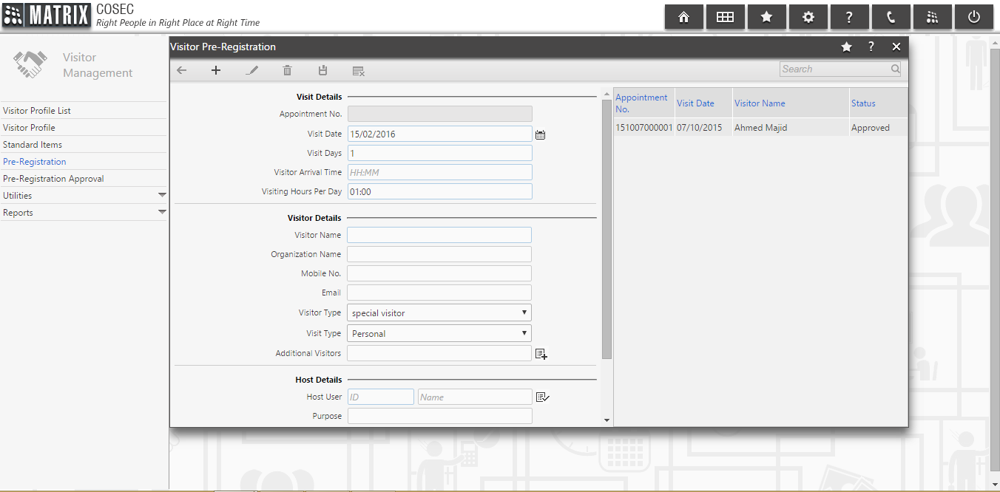 MATRIX
COSEC
Right People in Right Place at Right Time
?
Visitor
Management
Visitor Profile List
Visitor Profile
Standard Items
Pre-Registration
Pre-Registration Approval
Utilities
Reports
Visitor Pre-Registration
?
Search
Visit Details
Appointment No.
Visit Date 15/02/2016
Visit Days 1
Visitor Arrival Time HH:MM
Visiting Hours Per Day 01:00
Visitor Details
Visitor Name
Organization Name
Mobile No.
Email
Visitor Type special visitor
Visit Type Personal
Additional Visitors
Host Details
Host User ID Name
Purpose
Appointment No. Visit Date Visitor Name Status
151007000001 07/10/2015 Ahmed Majid Approved